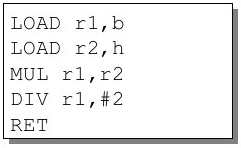 LOAD r1,b
LOAD r2,h
MUL r1,r2
DIV r1,#2
RET